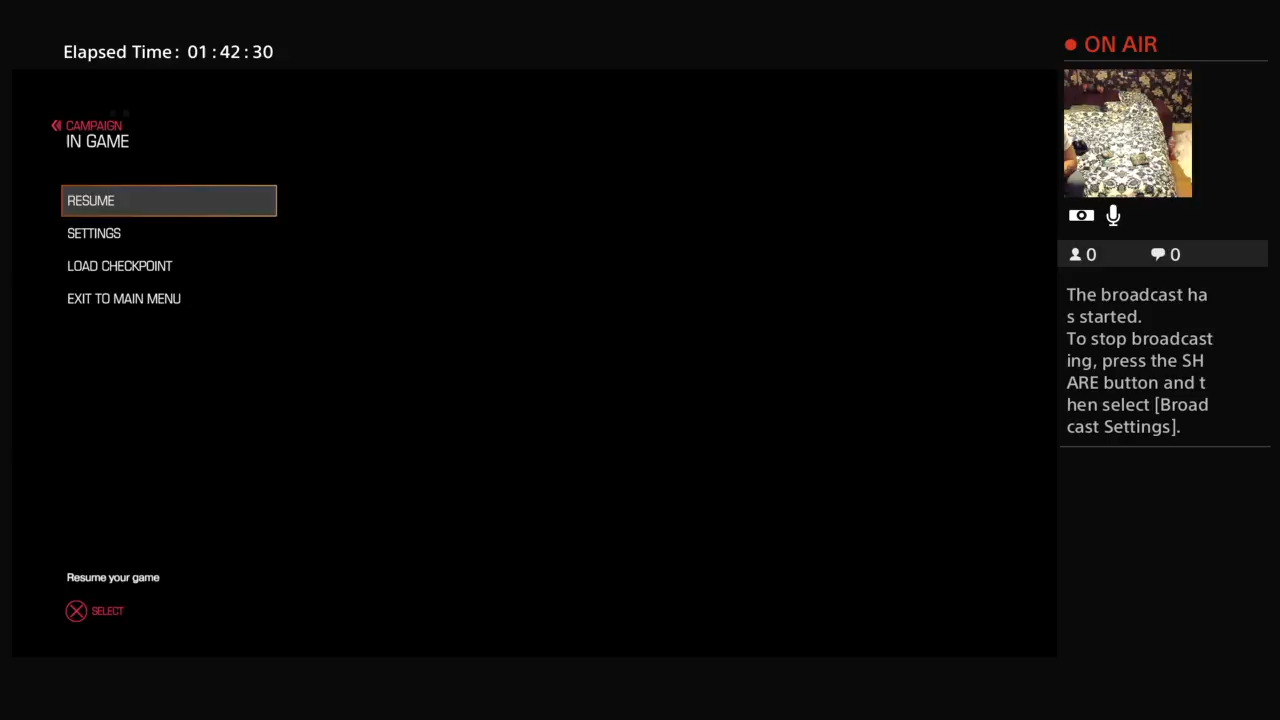 Elapsed Time: 01:42:30
ON AIR
CAMPAIGN
IN GAME
RESUME
SETTINGS
LOAD CHECKPOINT
EXIT TO MAIN MENU
Resume your game
SELECT
0 0
The broadcast ha
s started.
To stop broadcast
ing, press the SH
ARE button and t
hen select [Broad
cast Settings].